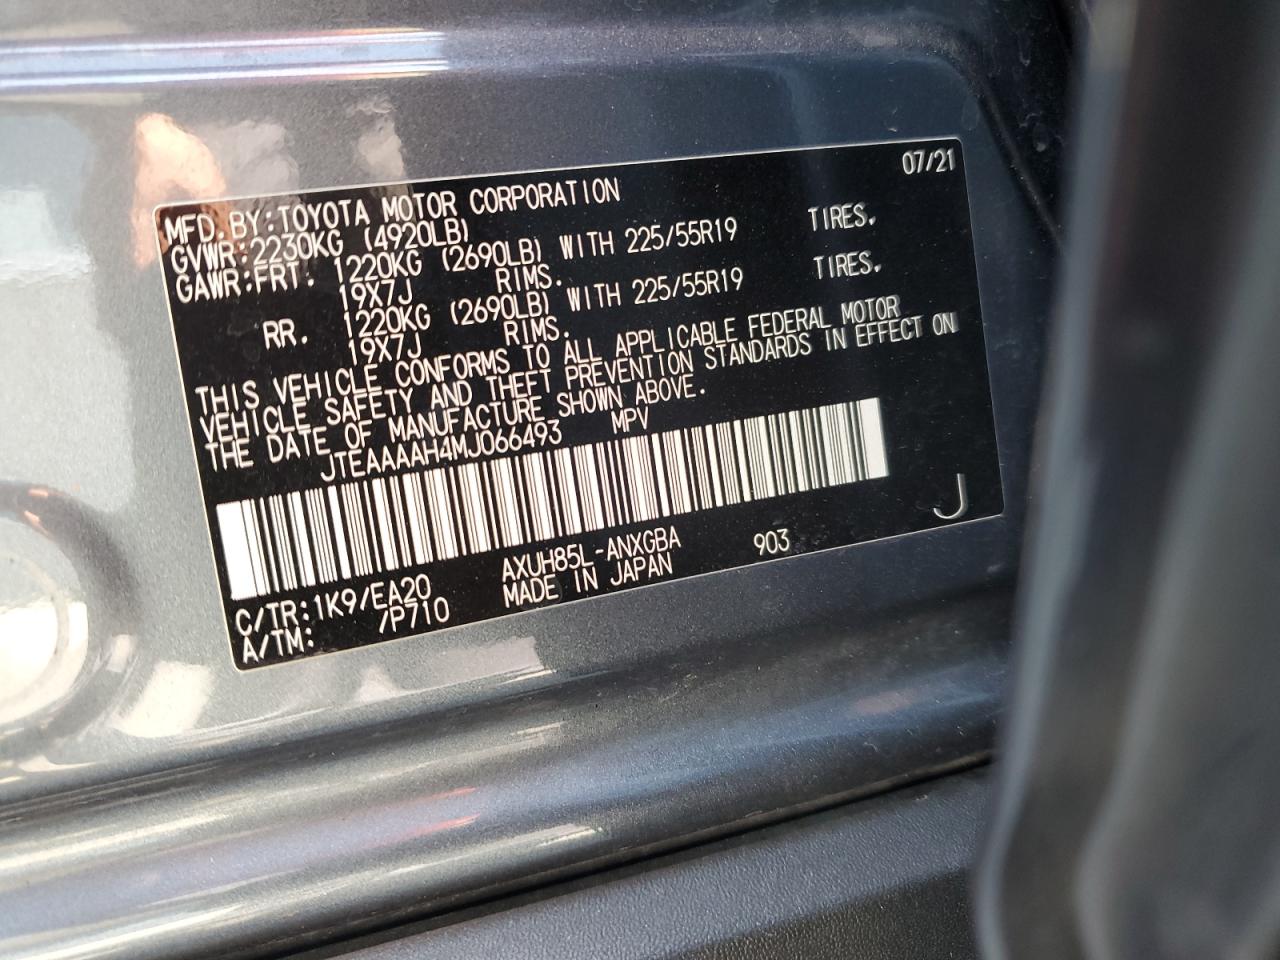 07/21
MFD.BY:TOYOTA MOTOR CORPORATION
GVWR:2230KG (4920LB)
GAWR:FRT. 1220KG (2690LB) WITH 225/55R19 TIRES,
19X7J RIMS.
RR. 1220KG (2690LB) WITH 225/55R19 TIRES,
19X7J RIMS.
THIS VEHICLE CONFORMS TO ALL APPLICABLE FEDERAL MOTOR
VEHICLE SAFETY AND THEFT PREVENTION STANDARDS IN EFFECT ON
THE DATE OF MANUFACTURE SHOWN ABOVE.
JTEAAAAH4MJ066493 MPV
C/TR:1K9/EA20 AXUH85L-ANXGBA 903 J
A/TM: /P710 MADE IN JAPAN